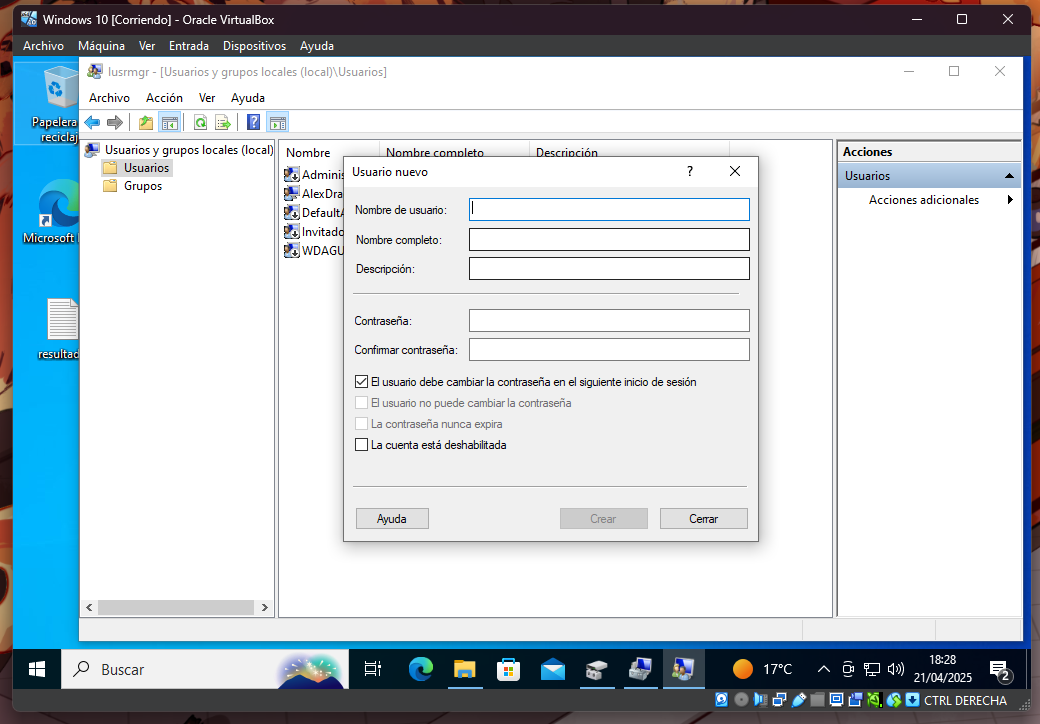 Windows 10 [Corriendo] - Oracle VirtualBox
Archivo Máquina Ver Entrada Dispositivos Ayuda
lusrmgr - [Usuarios y grupos locales (local)\Usuarios]
Archivo Acción Ver Ayuda
Papelera
reciclaj
Microsoft
resultad
Usuarios y grupos locales (local)
Usuarios
Grupos
Nombre Nombre completo Descripción
Adminis
AlexDra
DefaultA
Invitado
WDAGU
Usuario nuevo
?
Nombre de usuario:
Nombre completo:
Descripción:
Contraseña:
Confirmar contraseña:
El usuario debe cambiar la contraseña en el siguiente inicio de sesión
El usuario no puede cambiar la contraseña
La contraseña nunca expira
La cuenta está deshabilitada
Ayuda Crear Cerrar
Acciones
Usuarios
Acciones adicionales
Buscar
17°C
18:28
21/04/2025
2
CTRL DERECHA